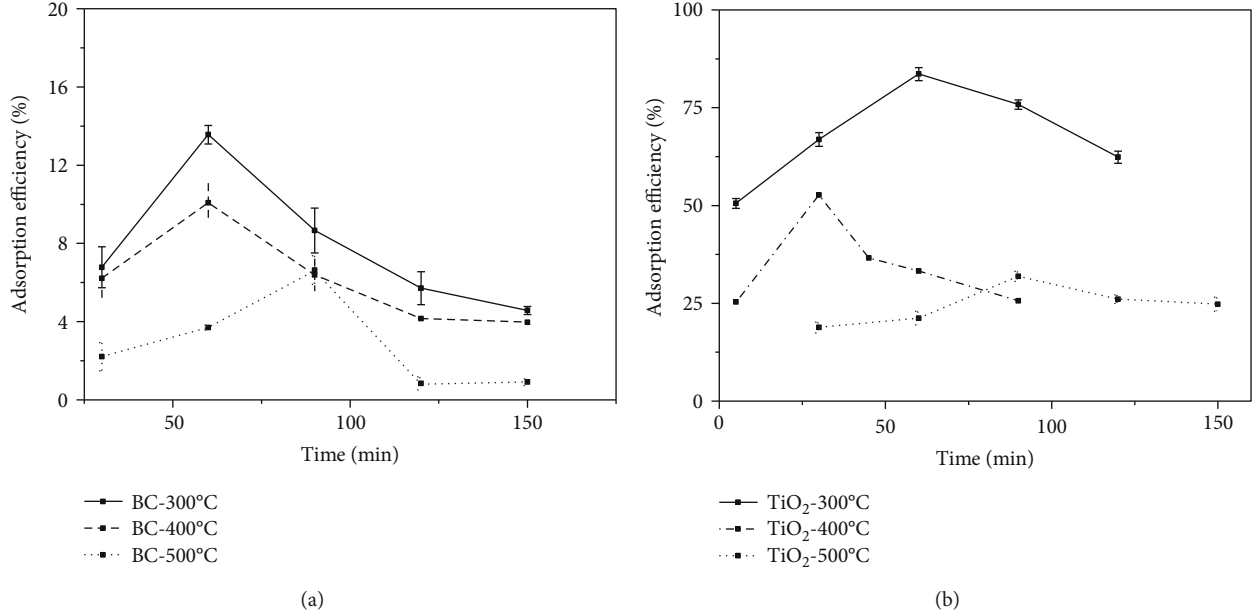 20
16
12
8
4
0
Adsorption efficiency (%)
50
100
150
Time (min)
BC-300°C
BC-400°C
BC-500°C
(a)
100
75
50
25
0
Adsorption efficiency (%)
0
50
100
150
Time (min)
TiO₂-300°C
TiO₂-400°C
TiO₂-500°C
(b)